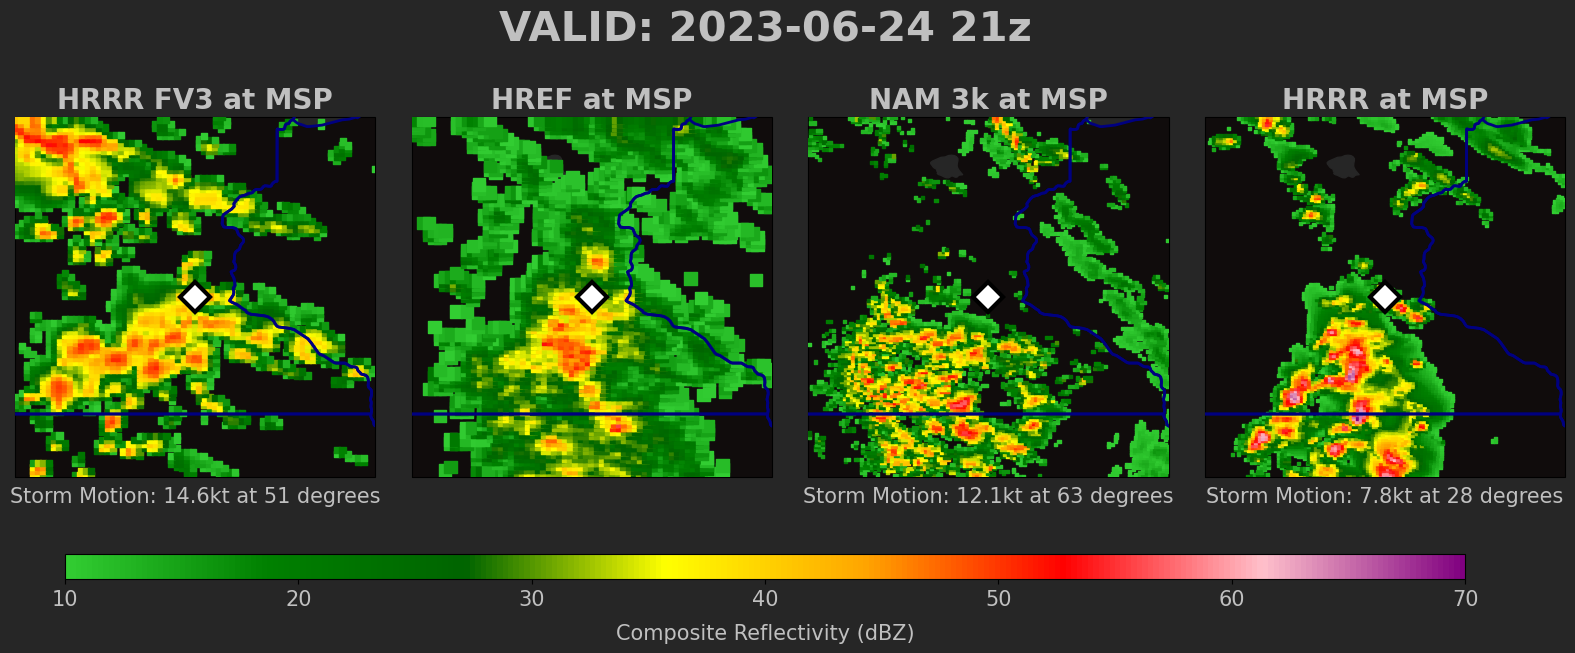 VALID: 2023-06-24 21z
HRRR FV3 at MSP
HREF at MSP
NAM 3k at MSP
HRRR at MSP
Storm Motion: 14.6kt at 51 degrees
Storm Motion: 12.1kt at 63 degrees
Storm Motion: 7.8kt at 28 degrees
10 20 30 40 50 60 70
Composite Reflectivity (dBZ)